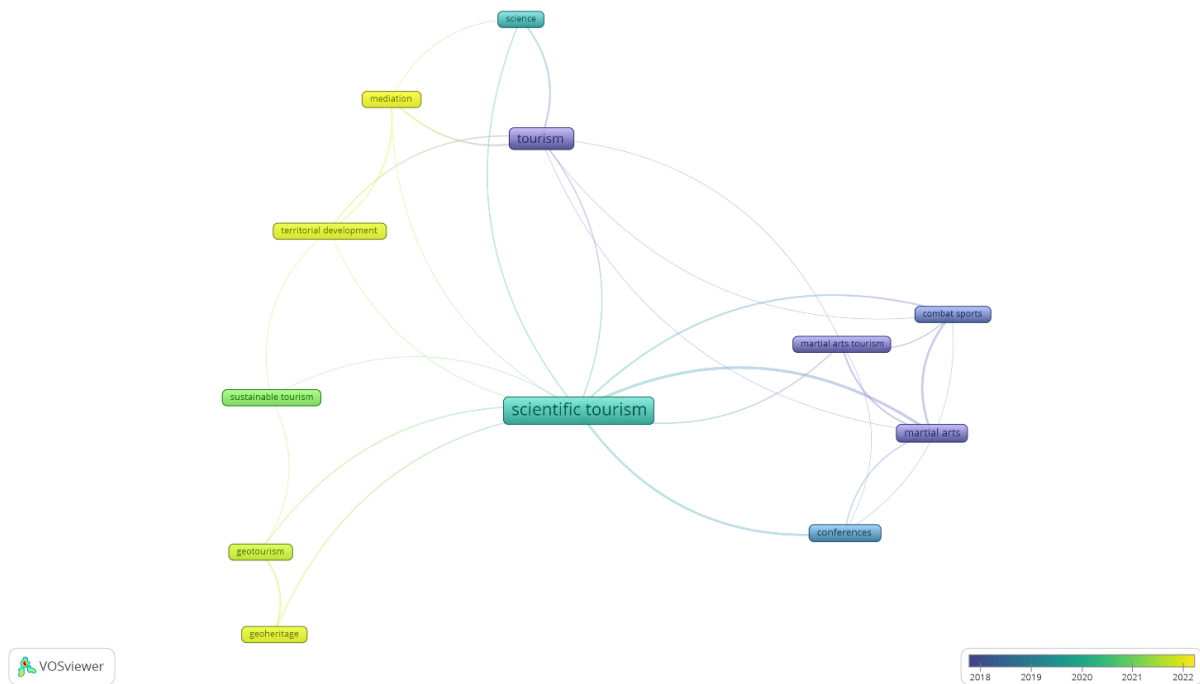 science
mediation
tourism
territorial development
combat sports
martial arts tourism
sustainable tourism
scientific tourism
martial arts
conferences
geotourism
geoheritage
VOSviewer
2018 2019 2020 2021 2022